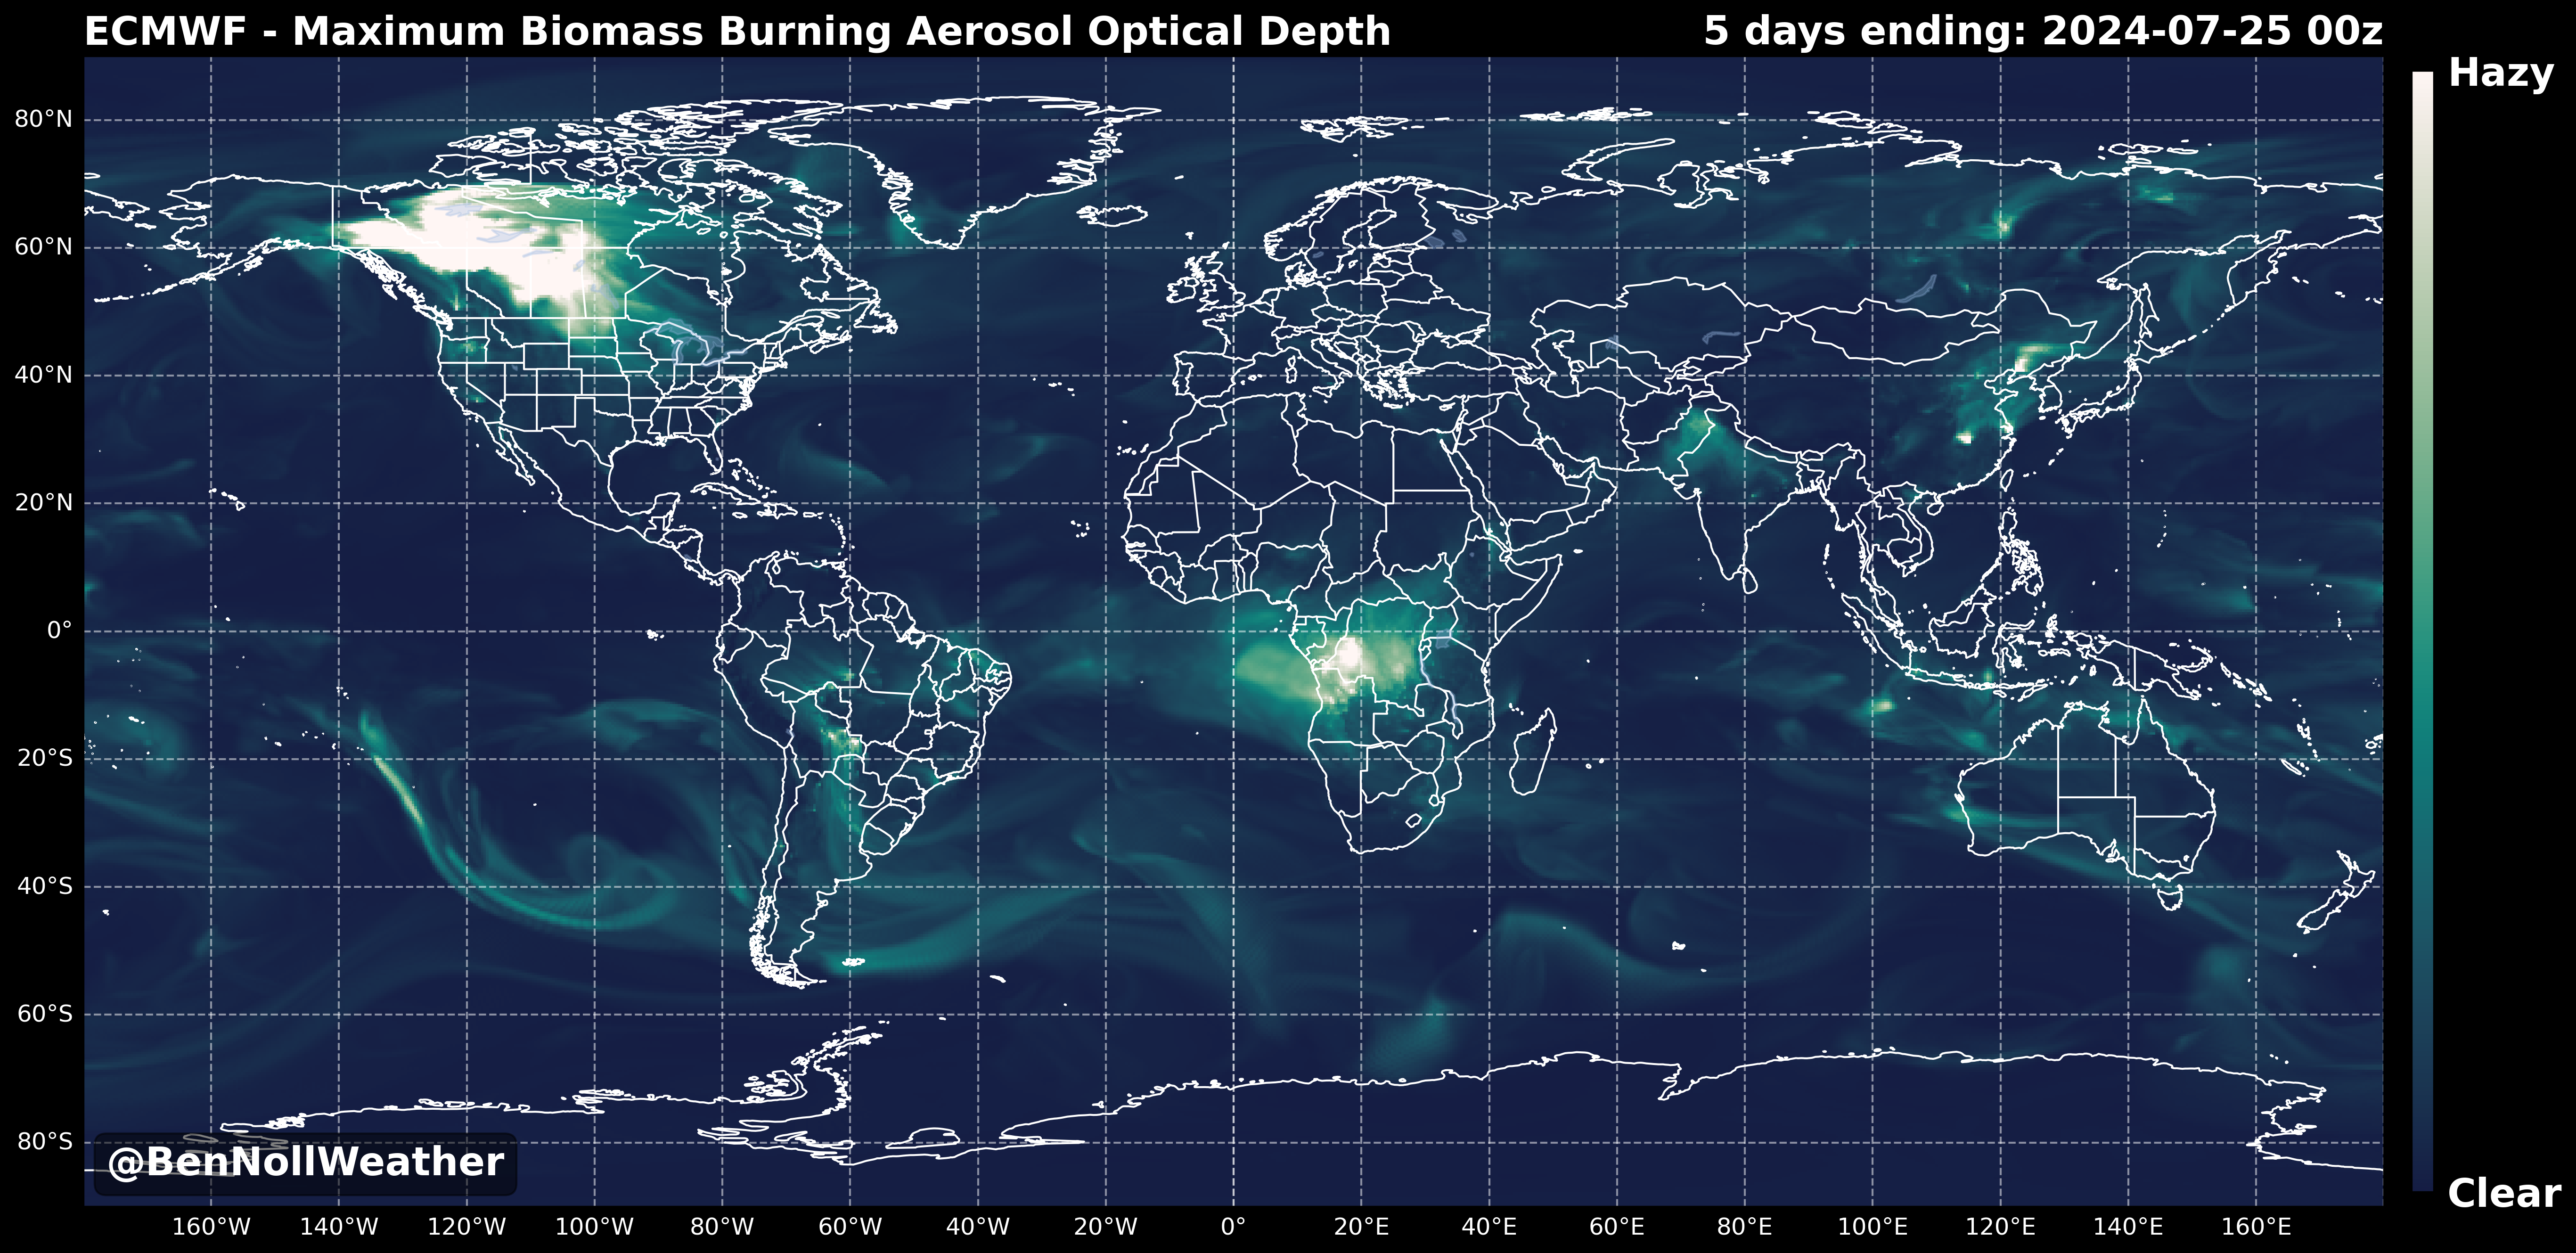 ECMWF - Maximum Biomass Burning Aerosol Optical Depth
5 days ending: 2024-07-25 00z
Hazy
80°N
60°N
40°N
20°N
0°
20°S
40°S
60°S
80°S
@BenNollWeather
Clear
160°W 140°W 120°W 100°W 80°W 60°W 40°W 20°W 0° 20°E 40°E 60°E 80°E 100°E 120°E 140°E 160°E